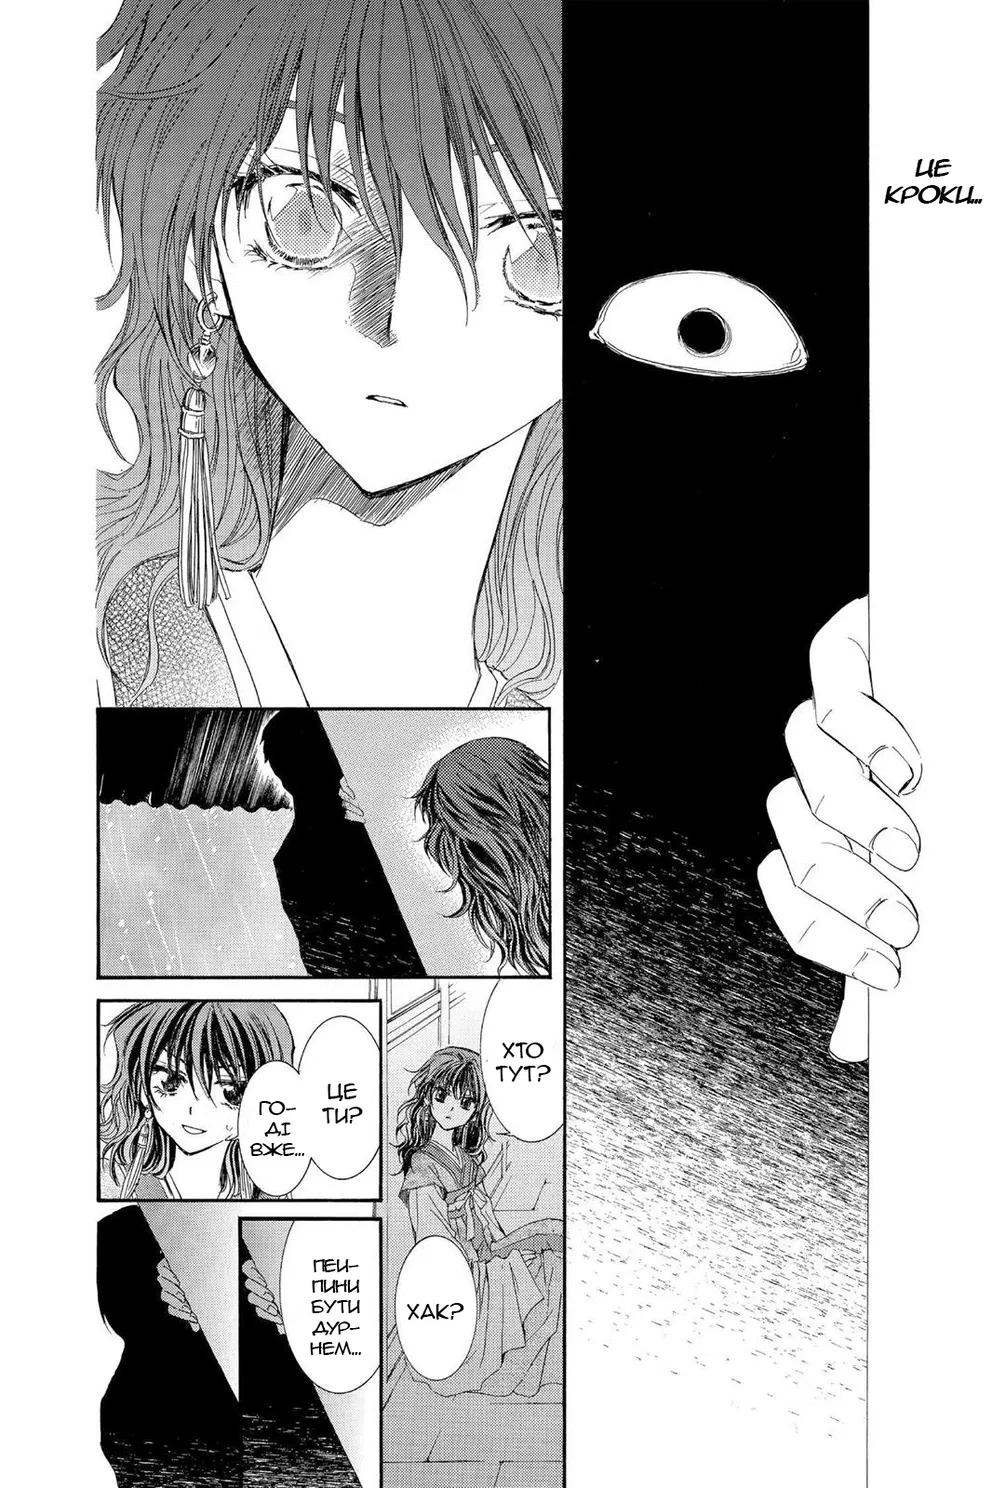 ЦЕ
КРОКИ...
ХТО
ТУТ?
ХАК?
ЦЕ
ТИ?
ГО-
ДІ
ВЖЕ...
ПЕИ-
ПИНИ
БУТИ
ДУР-
НЕМ...